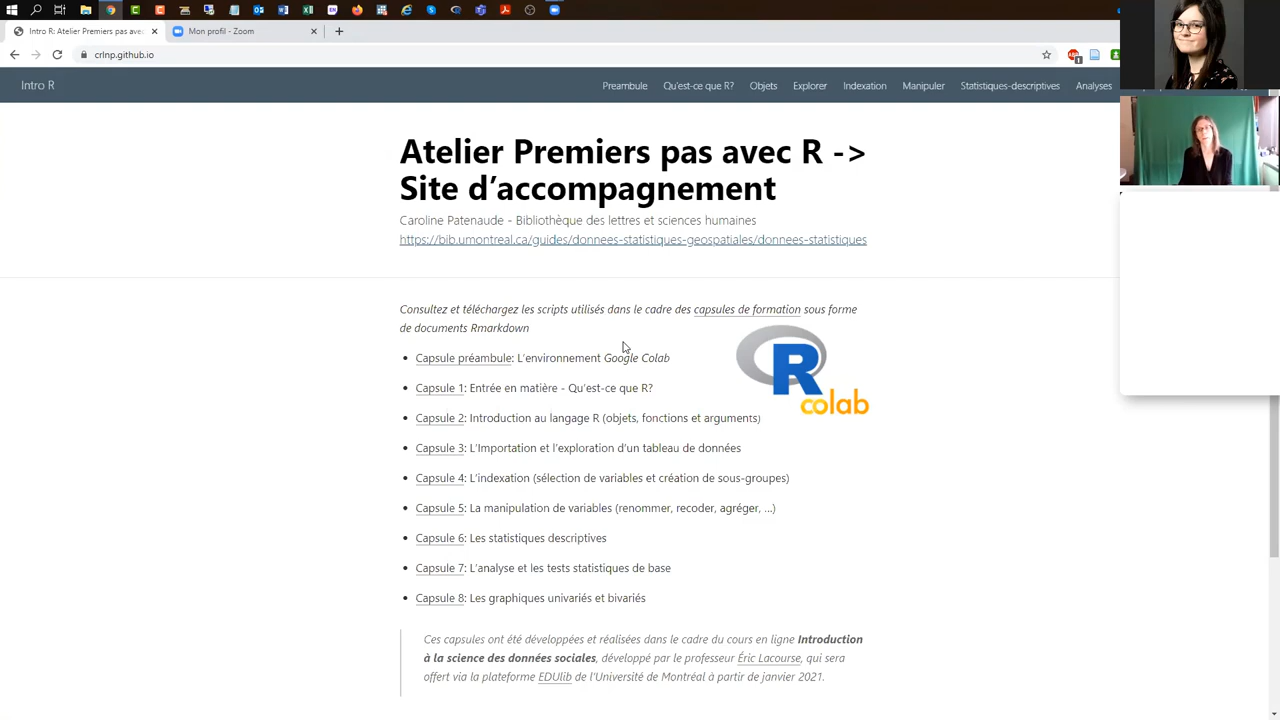 Intro R: Atelier Premiers pas avec
Mon profil - Zoom
crlnp.github.io
Intro R
Preambule
Qu'est-ce que R?
Objets
Explorer
Indexation
Manipuler
Statistiques-descriptives
Analyses
Atelier Premiers pas avec R ->
Site d'accompagnement
Caroline Patenaude - Bibliothèque des lettres et sciences humaines
https://bib.umontreal.ca/guides/donnees-statistiques-geospatiales/donnees-statistiques
Consultez et téléchargez les scripts utilisés dans le cadre des capsules de formation sous forme
de documents Rmarkdown
• Capsule préambule: L'environnement Google Colab
• Capsule 1: Entrée en matière - Qu'est-ce que R?
• Capsule 2: Introduction au langage R (objets, fonctions et arguments)
• Capsule 3: L'Importation et l'exploration d'un tableau de données
• Capsule 4: L'indexation (sélection de variables et création de sous-groupes)
• Capsule 5: La manipulation de variables (renommer, recoder, agréger, ...)
• Capsule 6: Les statistiques descriptives
• Capsule 7: L'analyse et les tests statistiques de base
• Capsule 8: Les graphiques univariés et bivariés
R
colab
Ces capsules ont été développées et réalisées dans le cadre du cours en ligne Introduction
à la science des données sociales, développé par le professeur Éric Lacourse, qui sera
offert via la plateforme EDUlib de l'Université de Montréal à partir de janvier 2021.